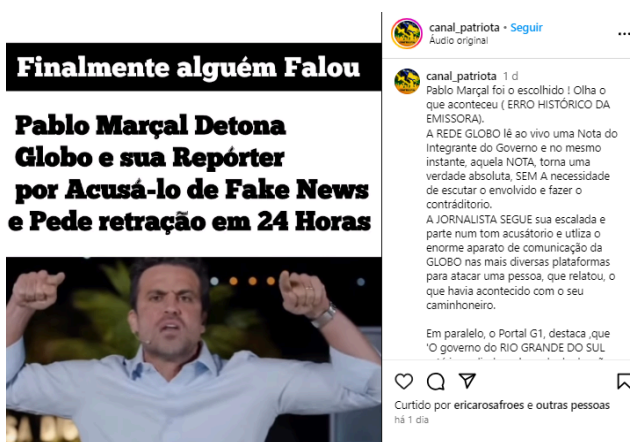 Finalmente alguém Falou
Pablo Marçal Detona
Globo e sua Repórter
por Acusá-lo de Fake News
e Pede retração em 24 Horas
canal_patriota • Seguir
Áudio original
canal_patriota 1 d
Pablo Marçal foi o escolhido ! Olha o
que aconteceu ( ERRO HISTÓRICO DA
EMISSORA).
A REDE GLOBO lê ao vivo uma Nota do
Integrante do Governo e no mesmo
instante, aquela NOTA, torna uma
verdade absoluta, SEM A necessidade
de escutar o envolvido e fazer o
contráditorio.
A JORNALISTA SEGUE sua escalada e
parte num tom acusátorio e utliza o
enorme aparato de comunicação da
GLOBO nas mais diversas plataformas
para atacar uma pessoa, que relatou, o
que havia acontecido com o seu
caminhoneiro.
Em paralelo, o Portal G1, destaca ,que
'O governo do RIO GRANDE DO SUL
Curtido por ericarosafroes e outras pessoas
há 1 dia